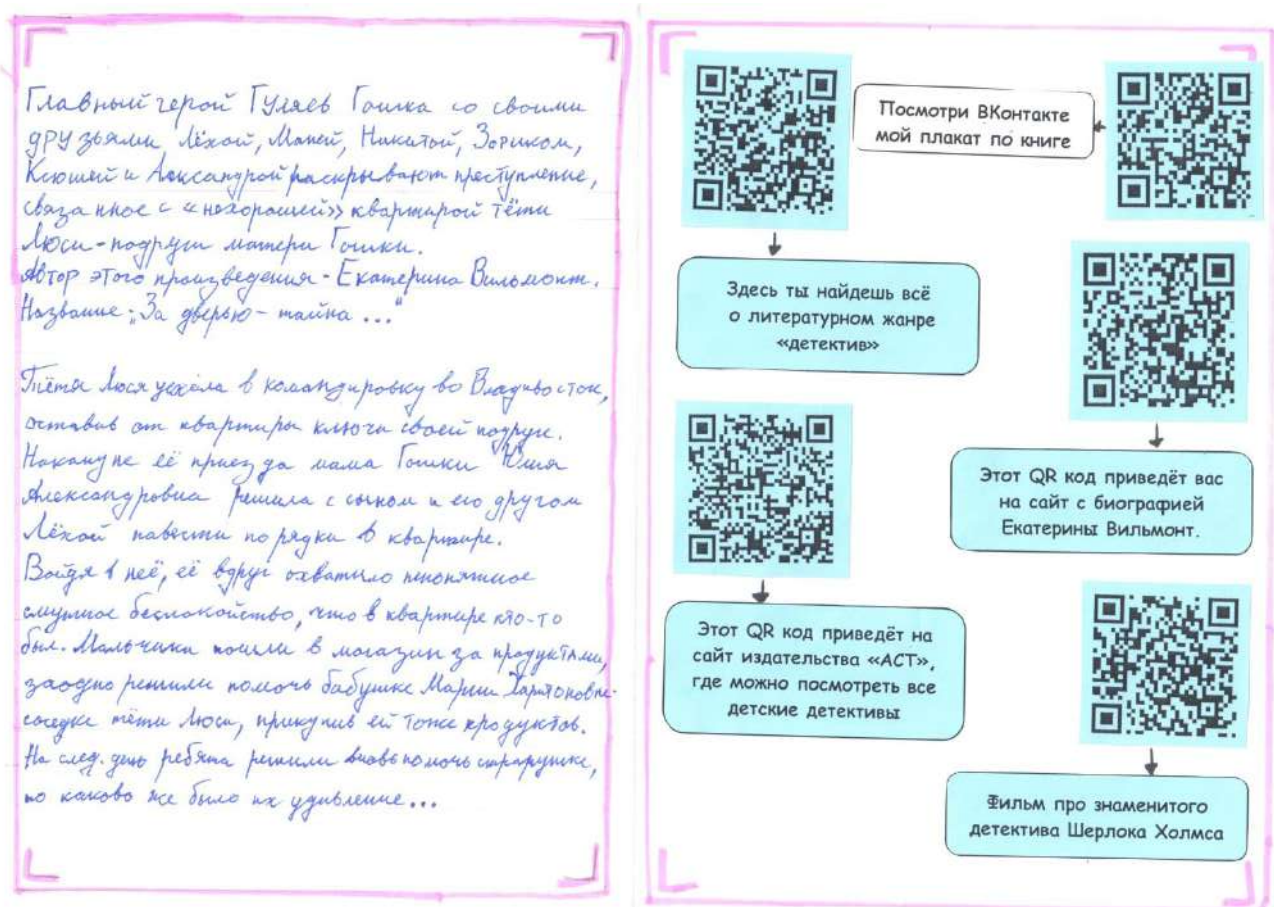 Главный герой Гуляев Гошка со своими
друзьями Лёхой, Маней, Никитой, Зориком,
Ксюшей и Александрой раскрывают преступление,
связанное с «нехорошей» квартирой тёти
Люси - подруги матери Гошки.
Автор этого произведения - Екатерина Вильмонт.
Название: „За дверью - тайна..."
Тётя Люся уехала в командировку во Владивосток,
оставив от квартиры ключи своей подруге.
Накануне её приезда мама Гошки Юлия
Александровна решила с сыном и его другом
Лёхой навести порядки в квартире.
Войдя в неё, её вдруг охватило непонятное
смутное беспокойство, что в квартире кто-то
был. Мальчики пошли в магазин за продуктами,
заодно решили помочь бабушке Марии Харитоновне-
соседке тёти Люси, прикупив ей тоже продуктов.
На след. день ребята решили вновь помочь старушке,
но каково же было их удивление...
Посмотри ВКонтакте
мой плакат по книге
Здесь ты найдешь всё
о литературном жанре
«детектив»
Этот QR код приведёт вас
на сайт с биографией
Екатерины Вильмонт.
Этот QR код приведёт на
сайт издательства «АСТ»,
где можно посмотреть все
детские детективы
Фильм про знаменитого
детектива Шерлока Холмса